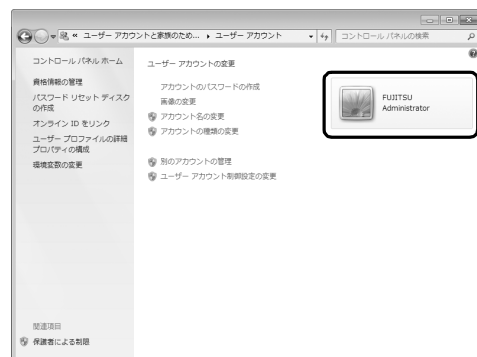 « ユーザー アカウントと家族のため... ▸ ユーザー アカウント
コントロール パネルの検索
コントロール パネル ホーム
資格情報の管理
パスワード リセット ディスク
の作成
オンライン ID をリンク
ユーザー プロファイルの詳細
プロパティの構成
環境変数の変更
関連項目
保護者による制限
ユーザー アカウントの変更
アカウントのパスワードの作成
画像の変更
アカウント名の変更
アカウントの種類の変更
別のアカウントの管理
ユーザー アカウント制御設定の変更
FUJITSU
Administrator